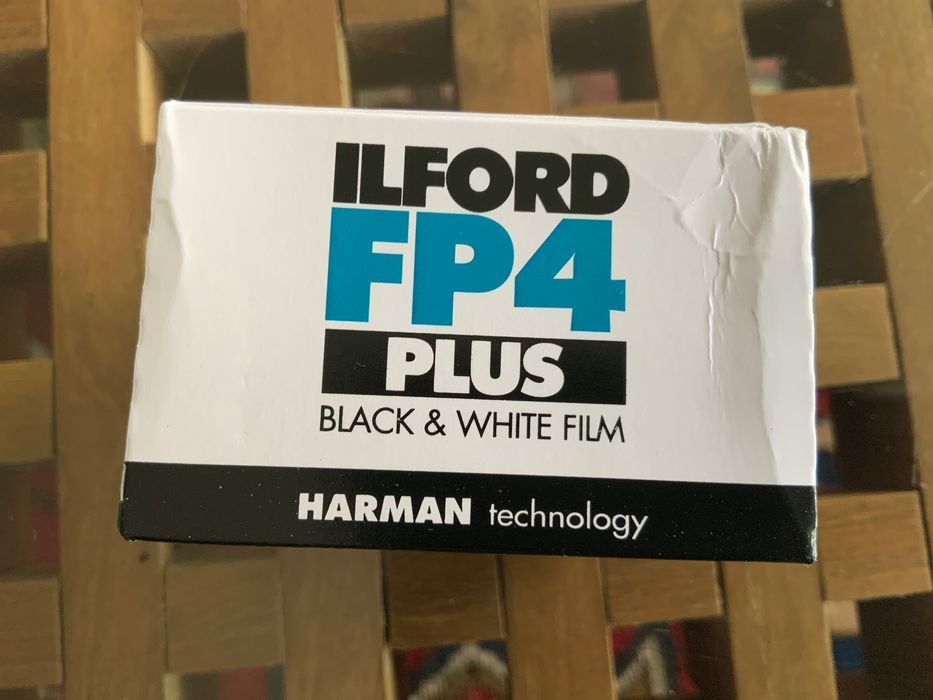 ILFORD
FP4
PLUS
BLACK & WHITE FILM
HARMAN technology